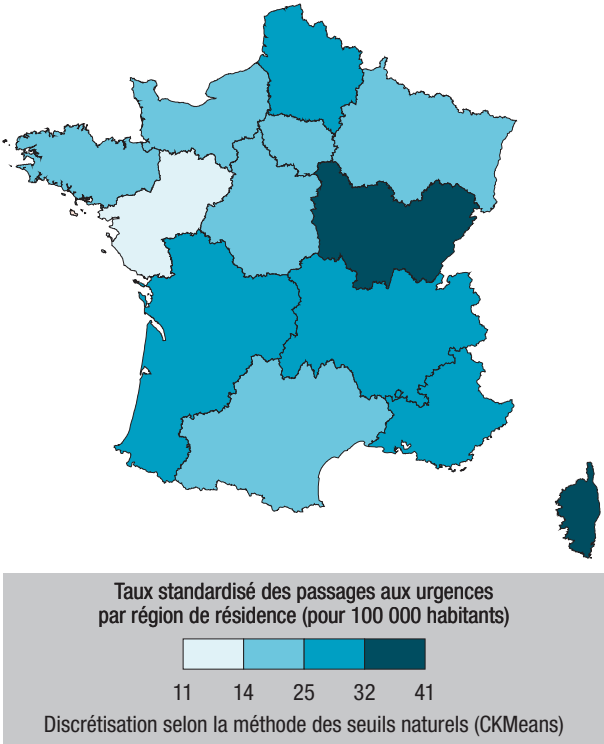 Taux standardisé des passages aux urgences
par région de résidence (pour 100 000 habitants)
11 14 25 32 41
Discrétisation selon la méthode des seuils naturels (CKMeans)